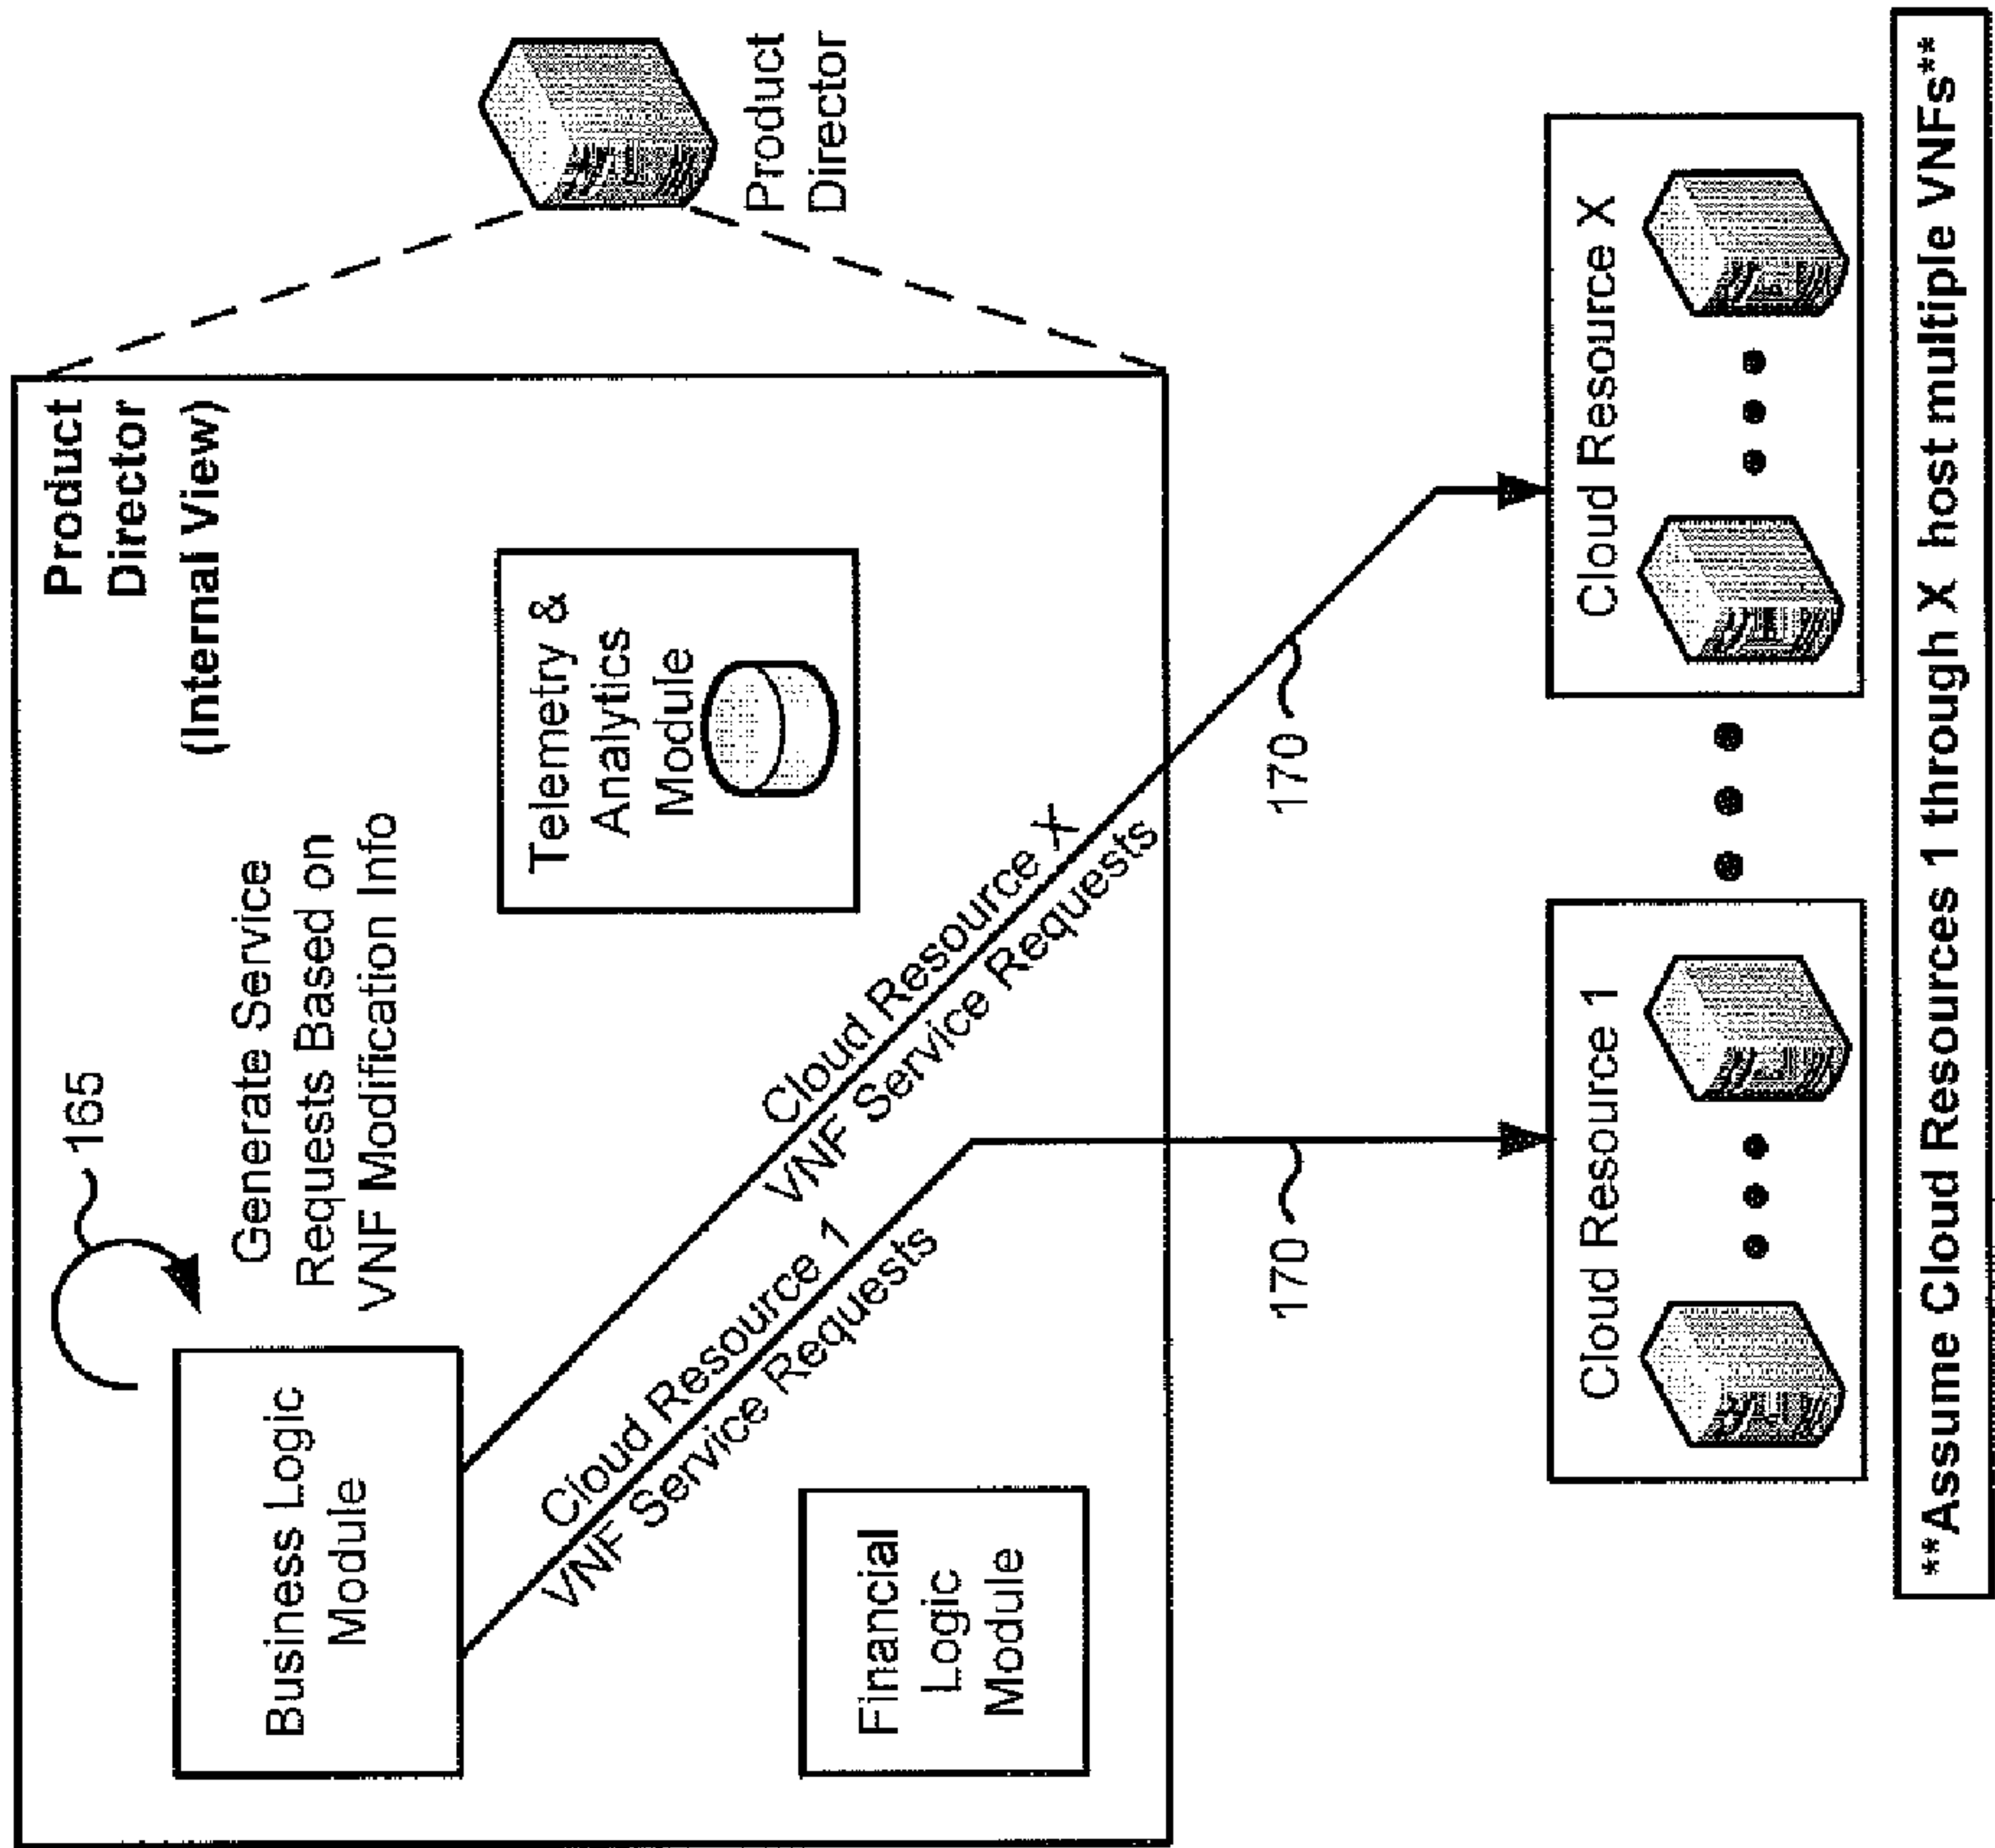 Product
Director
(Internal View)
165
Generate Service
Requests Based on
VNF Modification Info
Business Logic
Module
Telemetry &
Analytics
Module
Product
Director
Cloud Resource 1
VNF Service Requests
Cloud Resource X
VNF Service Requests
Financial
Logic
Module
170
170
Cloud Resource 1
Cloud Resource X
**Assume Cloud Resources 1 through X host multiple VNFs**